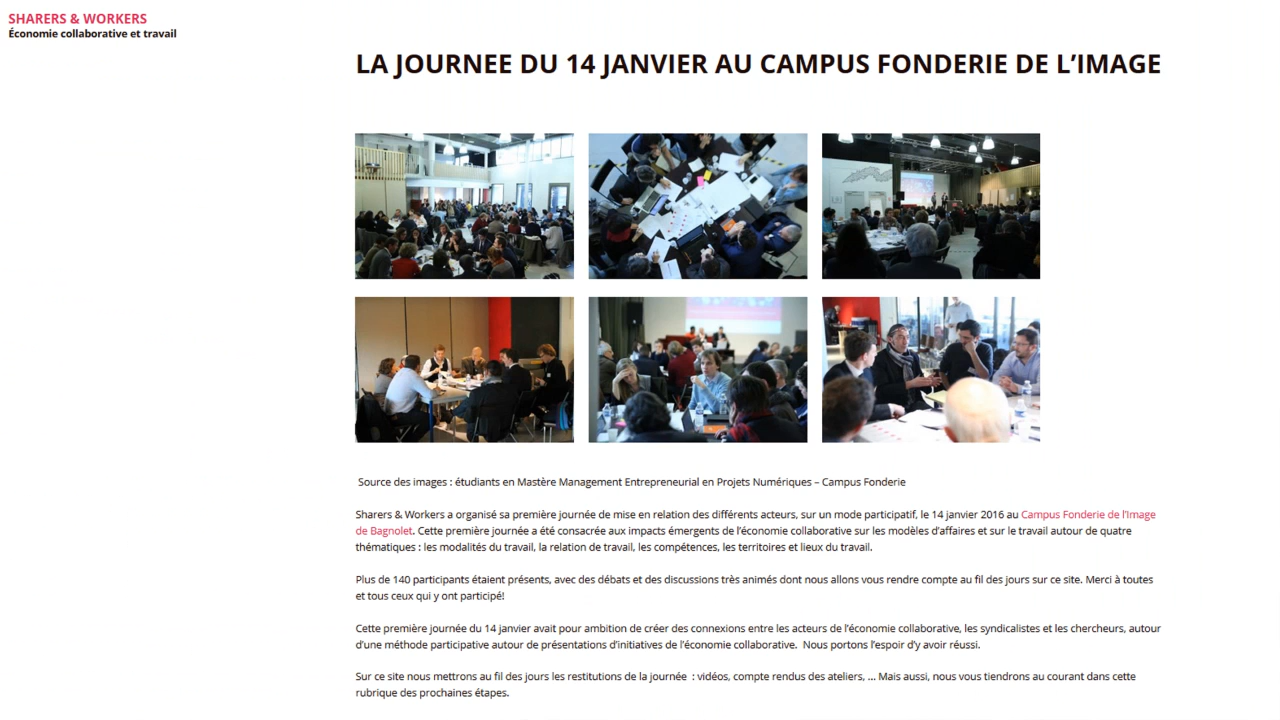 SHARERS & WORKERS
Économie collaborative et travail
LA JOURNEE DU 14 JANVIER AU CAMPUS FONDERIE DE L’IMAGE
Source des images : étudiants en Mastère Management Entrepreneurial en Projets Numériques – Campus Fonderie
Sharers & Workers a organisé sa première journée de mise en relation des différents acteurs, sur un mode participatif, le 14 janvier 2016 au Campus Fonderie de l’Image
de Bagnolet. Cette première journée a été consacrée aux impacts émergents de l’économie collaborative sur les modèles d’affaires et sur le travail autour de quatre
thématiques : les modalités du travail, la relation de travail, les compétences, les territoires et lieux du travail.
Plus de 140 participants étaient présents, avec des débats et des discussions très animés dont nous allons vous rendre compte au fil des jours sur ce site. Merci à toutes
et tous ceux qui y ont participé!
Cette première journée du 14 janvier avait pour ambition de créer des connexions entre les acteurs de l’économie collaborative, les syndicalistes et les chercheurs, autour
d’une méthode participative autour de présentations d’initiatives de l’économie collaborative. Nous portons l’espoir d’y avoir réussi.
Sur ce site nous mettrons au fil des jours les restitutions de la journée : vidéos, compte rendus des ateliers, … Mais aussi, nous vous tiendrons au courant dans cette
rubrique des prochaines étapes.